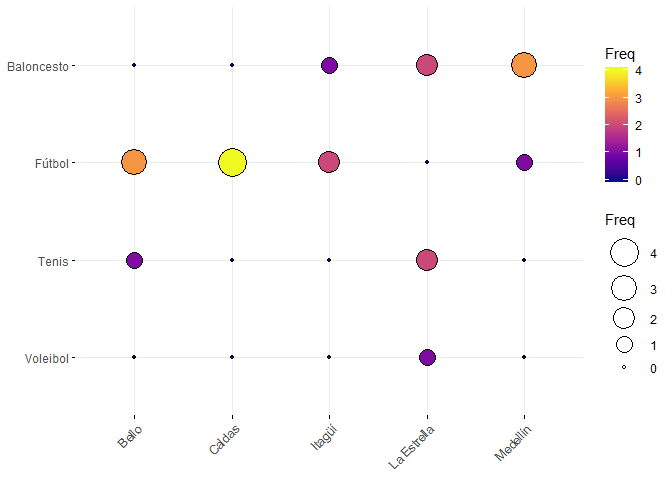 Baloncesto
Fútbol
Tenis
Voleibol
Bello
Caldas
Itagüí
La Estrella
Medellín
Freq
4
3
2
1
0
Freq
4
3
2
1
0